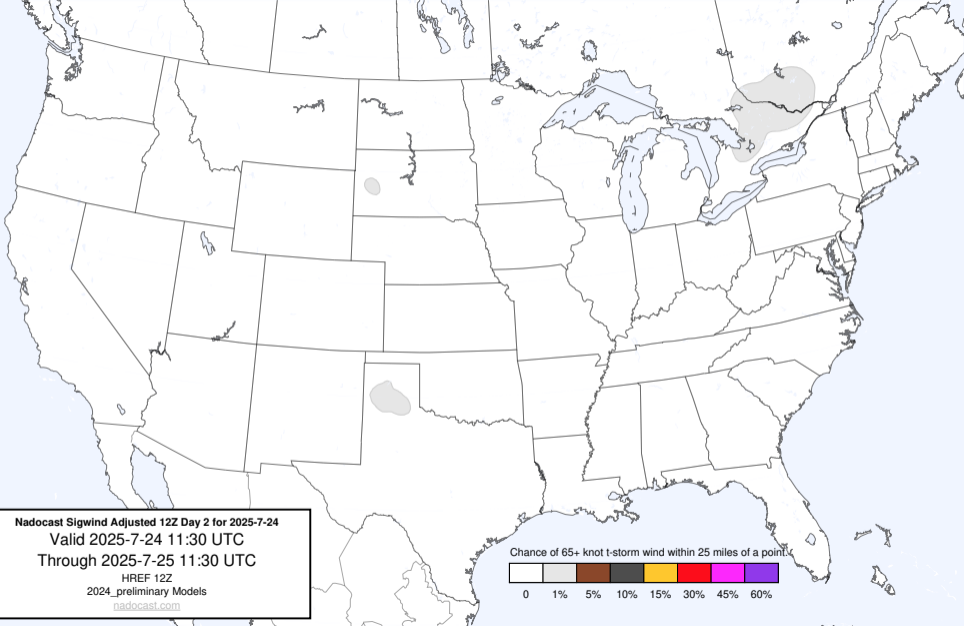 Nadocast Sigwind Adjusted 12Z Day 2 for 2025-7-24
Valid 2025-7-24 11:30 UTC
Through 2025-7-25 11:30 UTC
HREF 12Z
2024_preliminary Models
nadocast.com
Chance of 65+ knot t-storm wind within 25 miles of a point.
0 1% 5% 10% 15% 30% 45% 60%